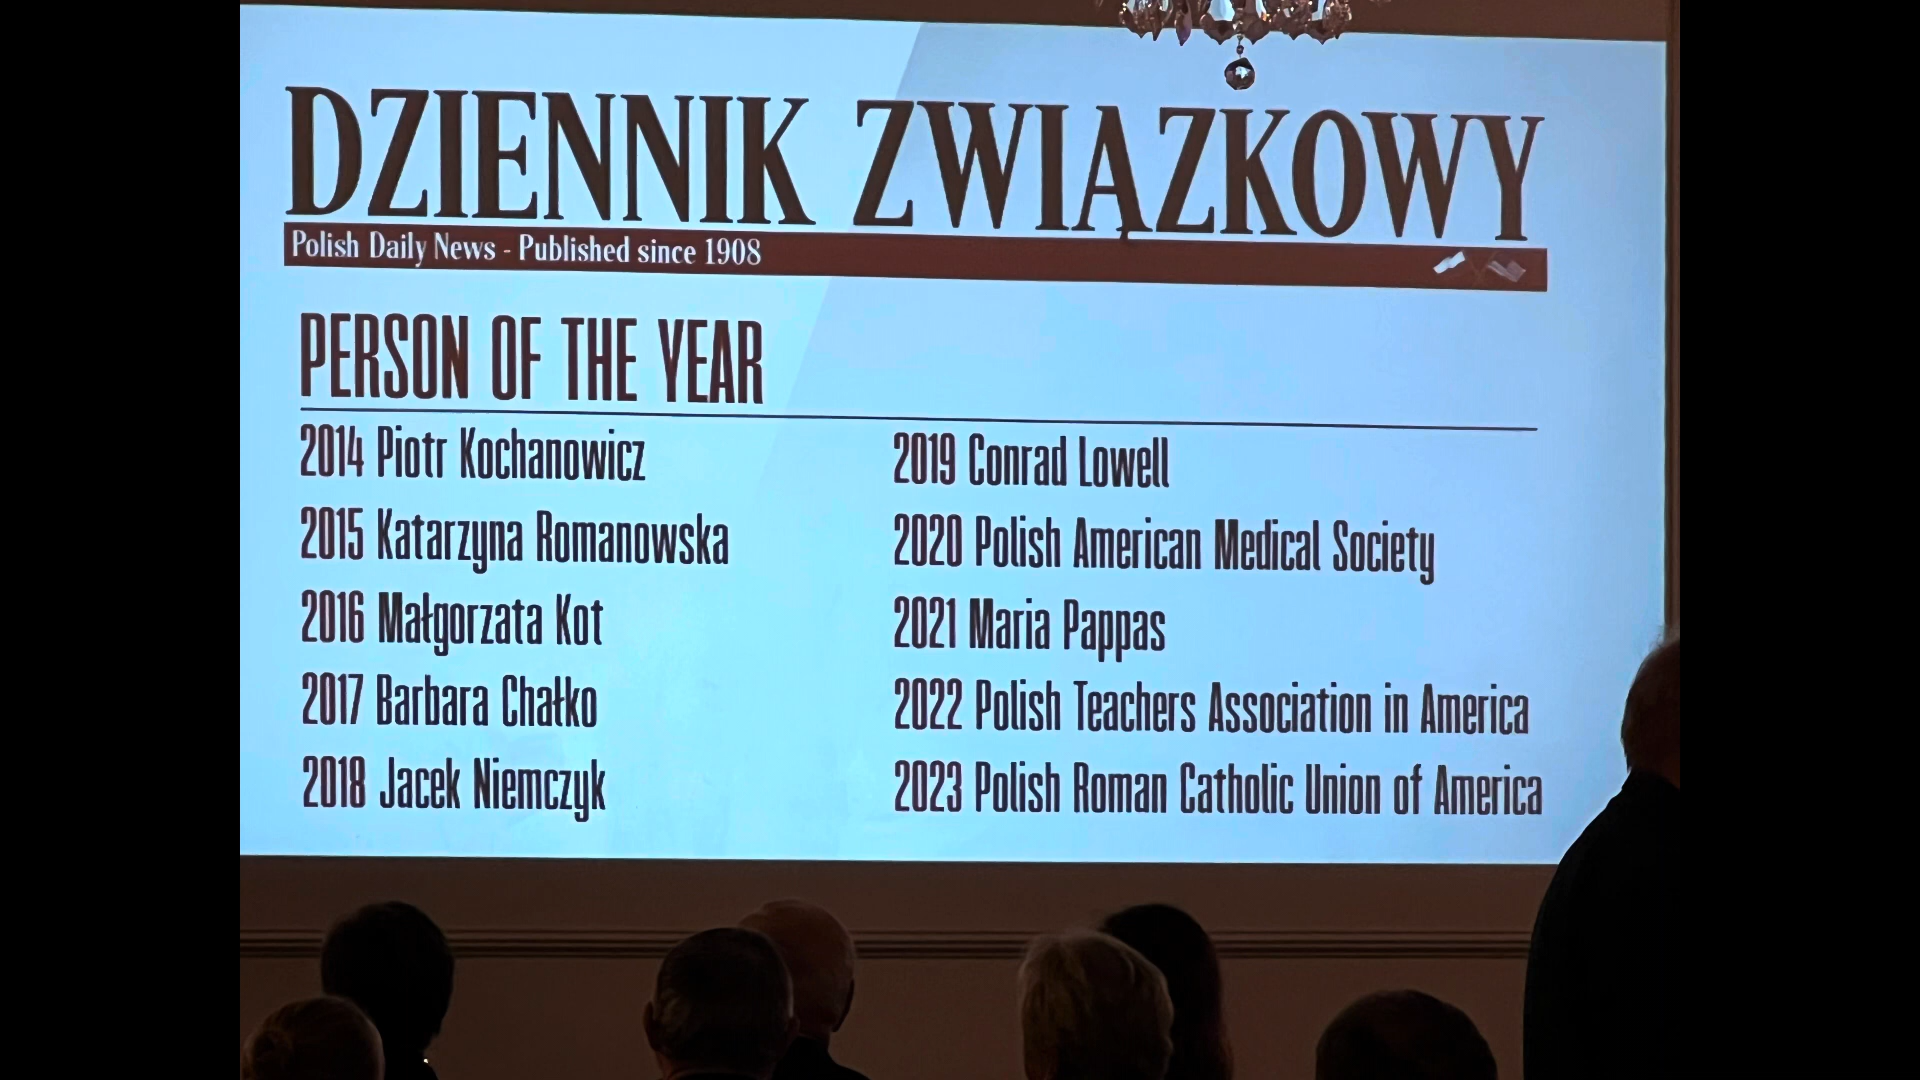 DZIENNIK ZWIĄZKOWY
Polish Daily News - Published since 1908
PERSON OF THE YEAR
2014 Piotr Kochanowicz
2015 Katarzyna Romanowska
2016 Małgorzata Kot
2017 Barbara Chałko
2018 Jacek Niemczyk
2019 Conrad Lowell
2020 Polish American Medical Society
2021 Maria Pappas
2022 Polish Teachers Association in America
2023 Polish Roman Catholic Union of America